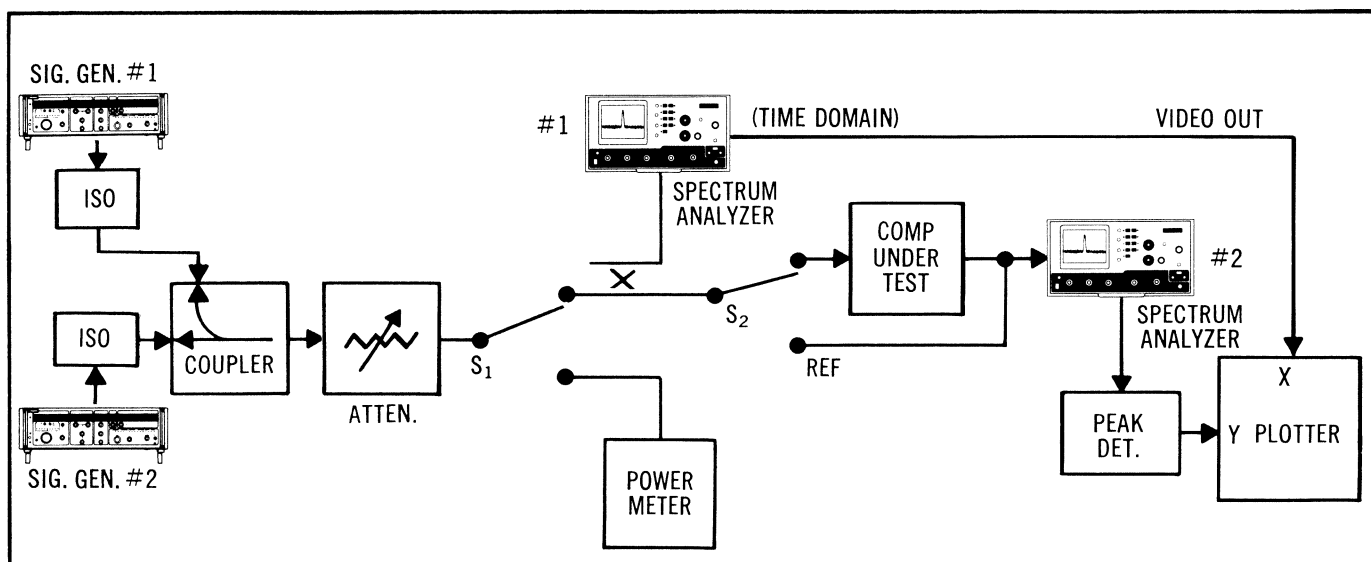 SIG. GEN. #1
ISO
ISO
COUPLER
SIG. GEN. #2
ATTEN.
S1
POWER
METER
#1
SPECTRUM
ANALYZER
(TIME DOMAIN)
VIDEO OUT
X
S2
REF
COMP
UNDER
TEST
#2
SPECTRUM
ANALYZER
PEAK
DET.
X
Y PLOTTER